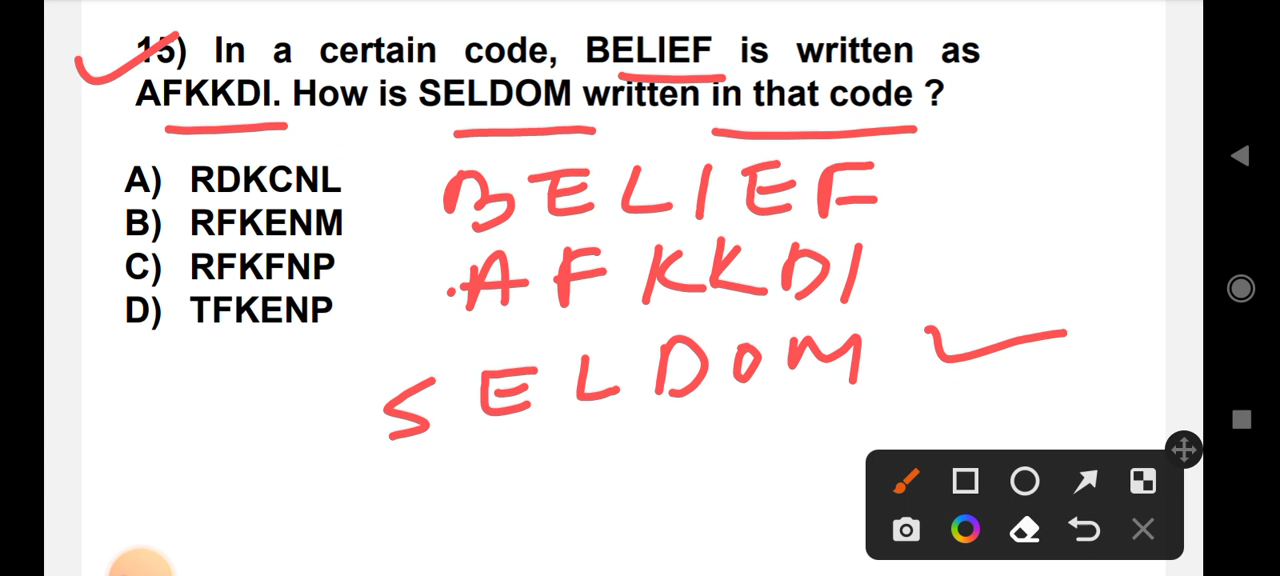 15) In a certain code, BELIEF is written as
AFKKDI. How is SELDOM written in that code ?
A) RDKCNL
B) RFKENM
C) RFKFNP
D) TFKENP
BELIEF
AFKKDI
SELDOM